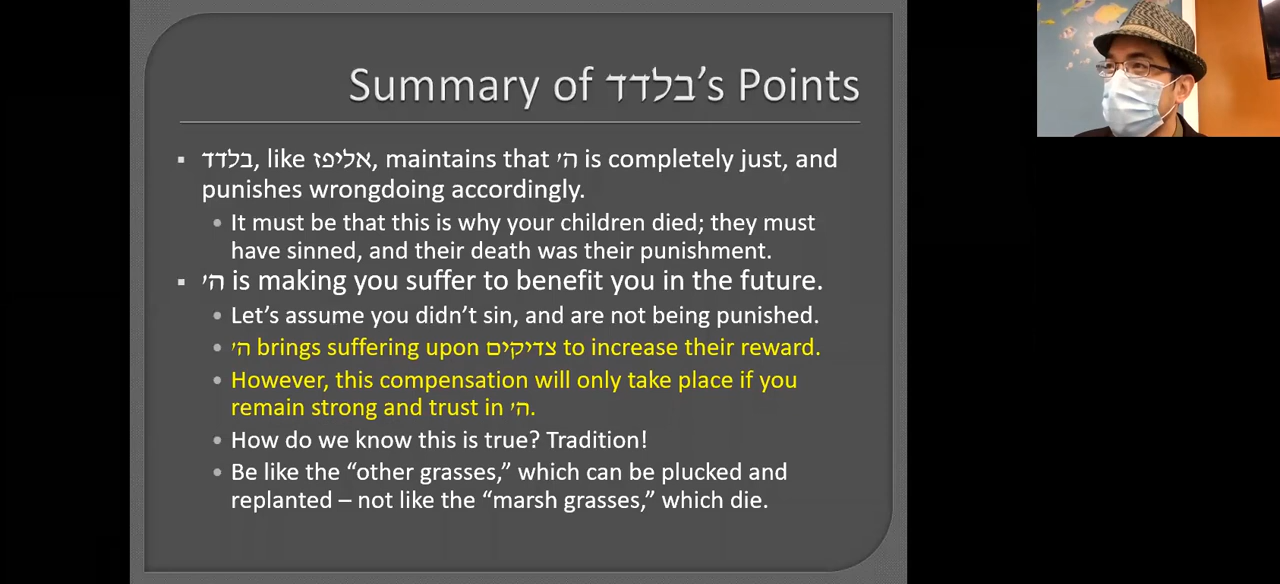 Summary of בלדד's Points
▪ בלדד, like אליפז, maintains that ה' is completely just, and
punishes wrongdoing accordingly.
• It must be that this is why your children died; they must
have sinned, and their death was their punishment.
▪ ה' is making you suffer to benefit you in the future.
• Let's assume you didn't sin, and are not being punished.
• ה' brings suffering upon צדיקים to increase their reward.
• However, this compensation will only take place if you
remain strong and trust in ה'.
• How do we know this is true? Tradition!
• Be like the “other grasses,” which can be plucked and
replanted – not like the “marsh grasses,” which die.